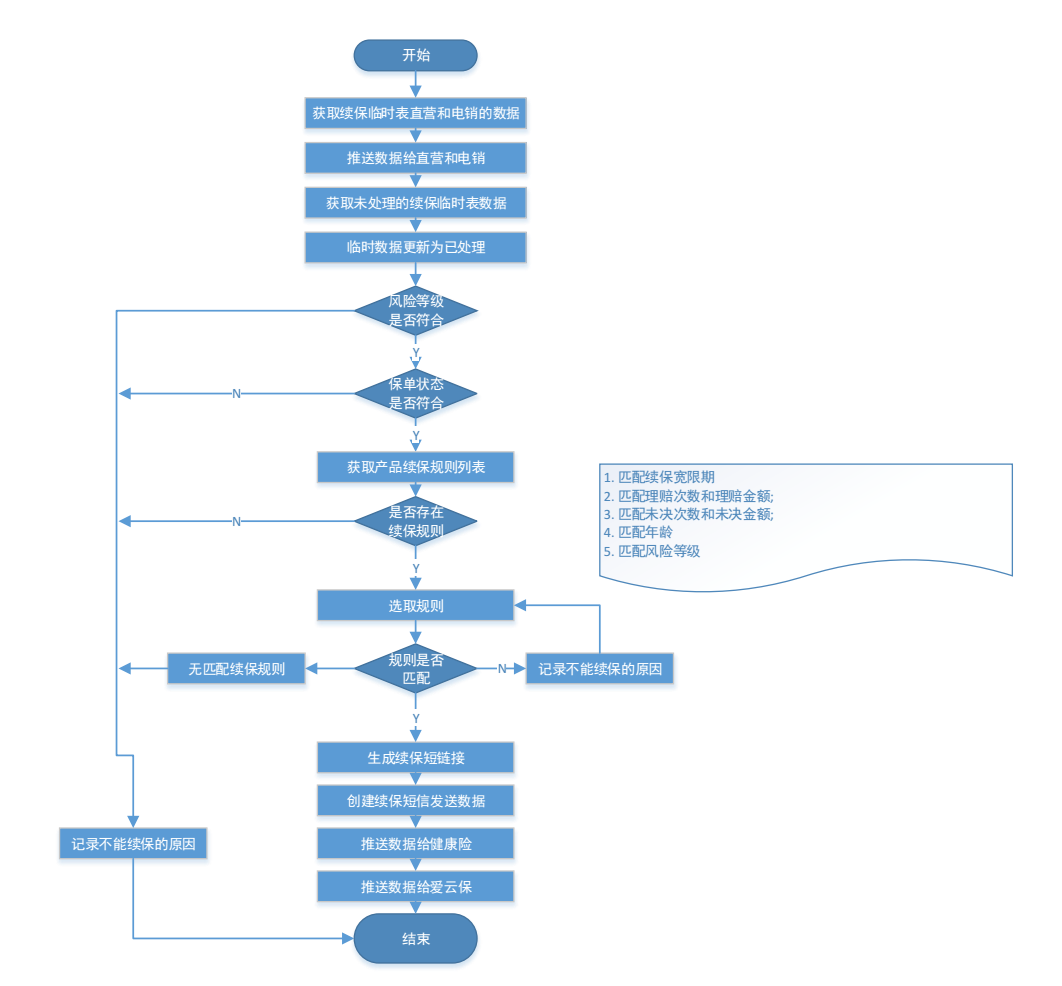 开始
获取续保临时表直营和电销的数据
推送数据给直营和电销
获取未处理的续保临时表数据
临时数据更新为已处理
风险等级
是否符合
Y
保单状态
是否符合
N
Y
获取产品续保规则列表
是否存在
续保规则
N
Y
1. 匹配续保宽限期
2. 匹配理赔次数和理赔金额;
3. 匹配未决次数和未决金额;
4. 匹配年龄
5. 匹配风险等级
选取规则
无匹配续保规则
规则是否
匹配
N
记录不能续保的原因
Y
生成续保短链接
创建续保短信发送数据
推送数据给健康险
记录不能续保的原因
推送数据给爱云保
结束